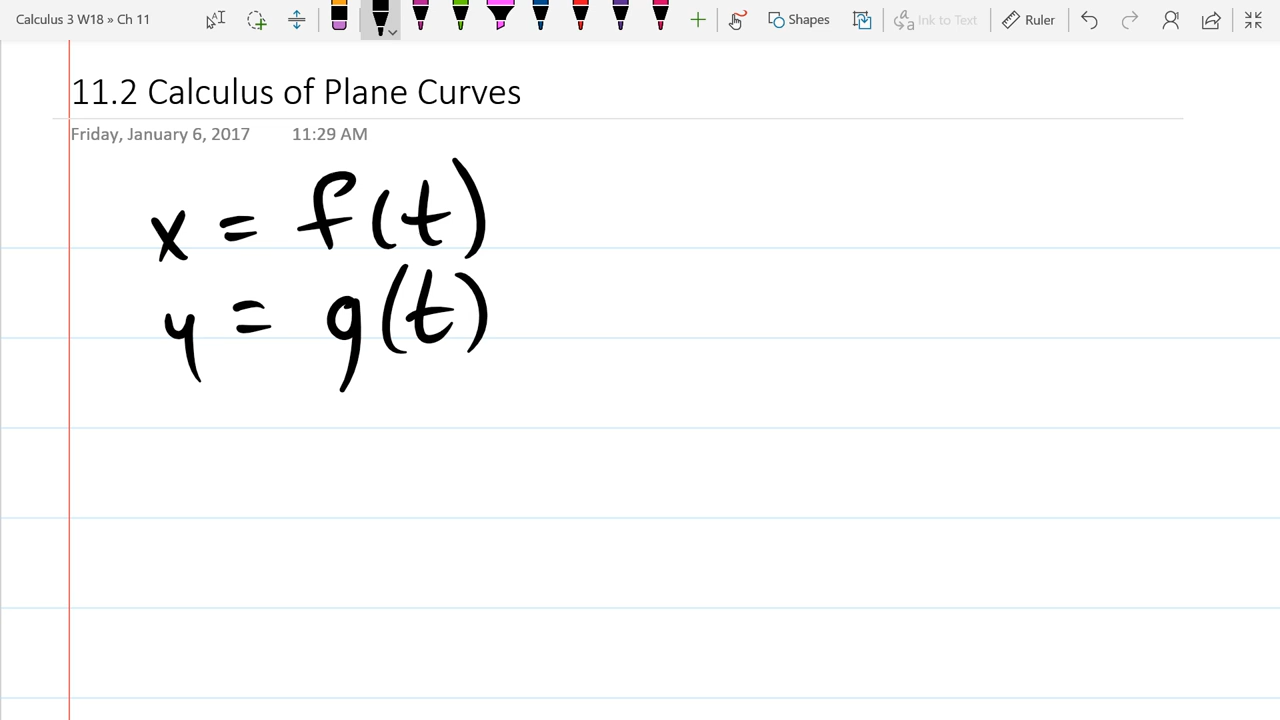 Calculus 3 W18 » Ch 11
Ink to Text
Shapes
Ruler
11.2 Calculus of Plane Curves
Friday, January 6, 2017 11:29 AM
x = f(t)
y = g(t)